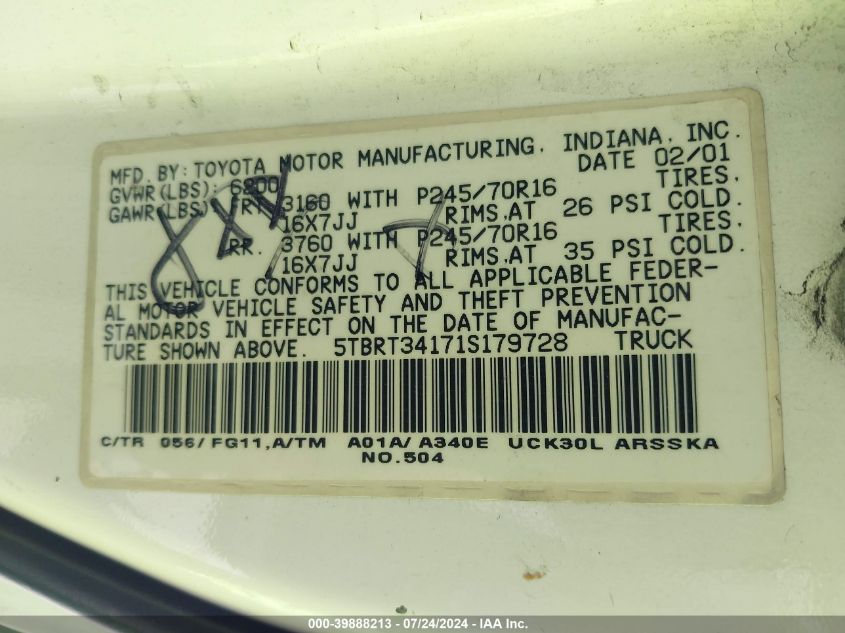 MFD. BY: TOYOTA MOTOR MANUFACTURING, INDIANA, INC.
GVWR(LBS): 6200 DATE 02/01
GAWR(LBS) FRT 3160 WITH P245/70R16 TIRES,
16X7JJ RIMS.AT 26 PSI COLD.
RR. 3760 WITH P245/70R16 TIRES,
16X7JJ RIMS.AT 35 PSI COLD.
THIS VEHICLE CONFORMS TO ALL APPLICABLE FEDER-
AL MOTOR VEHICLE SAFETY AND THEFT PREVENTION
STANDARDS IN EFFECT ON THE DATE OF MANUFAC-
TURE SHOWN ABOVE. 5TBRT34171S179728 TRUCK
C/TR 056/FG11,A/TM A01A/A340E UCK30L ARSSKA
NO.504
000-39888213 - 07/24/2024 - IAA Inc.